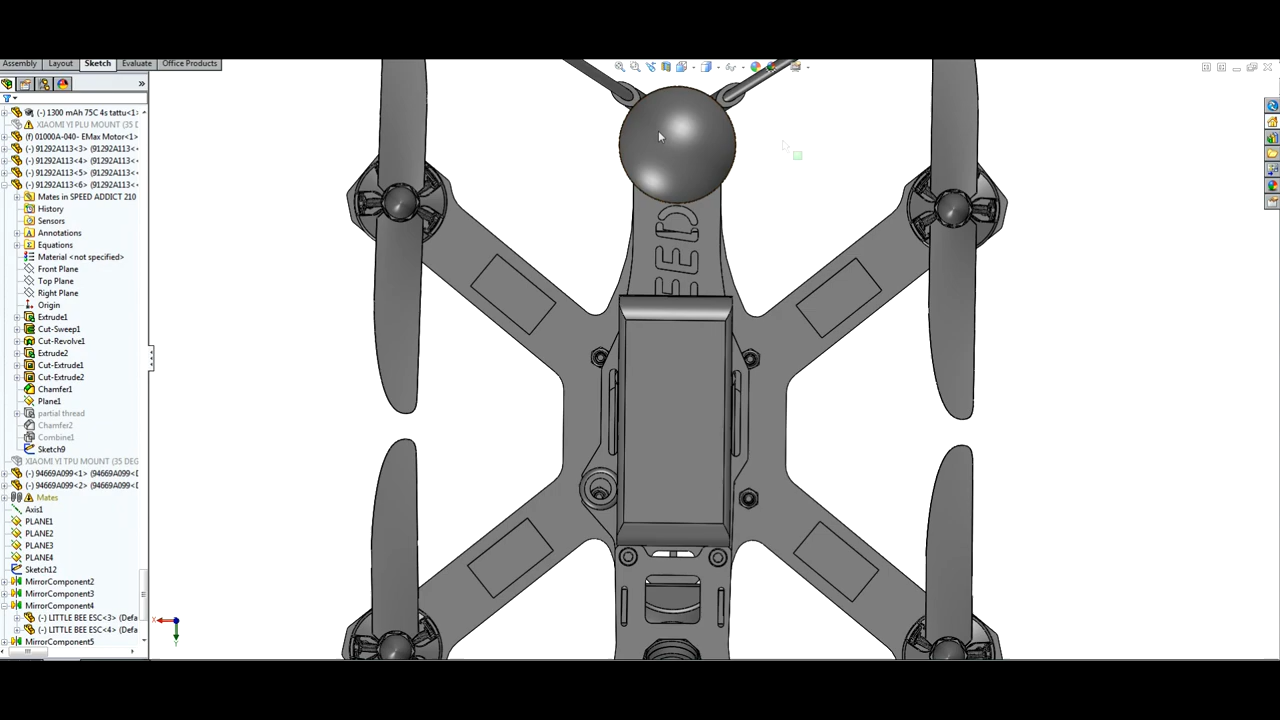 Assembly Layout Sketch Evaluate Office Products
»
(-) 1300 mAh 75C 4s tattu<1>
XIAOMI YI PLU MOUNT (35 D
(f) 01000A-040- EMax Motor<1>
(-) 91292A113<3> (91292A113<
(-) 91292A113<4> (91292A113<
(-) 91292A113<5> (91292A113<
(-) 91292A113<6> (91292A113<
Mates in SPEED ADDICT 210
History
Sensors
Annotations
Equations
Material <not specified>
Front Plane
Top Plane
Right Plane
Origin
Extrude1
Cut-Sweep1
Cut-Revolve1
Extrude2
Cut-Extrude1
Cut-Extrude2
Chamfer1
Plane1
partial thread
Chamfer2
Combine1
Sketch9
XIAOMI YI TPU MOUNT (35 DEG
(-) 94669A099<1> (94669A099<
(-) 94669A099<2> (94669A099<
Mates
Axis1
PLANE1
PLANE2
PLANE3
PLANE4
Sketch12
MirrorComponent2
MirrorComponent3
MirrorComponent4
(-) LITTLE BEE ESC<3> (Defa
(-) LITTLE BEE ESC<4> (Defa
MirrorComponent5
EED
X
Y